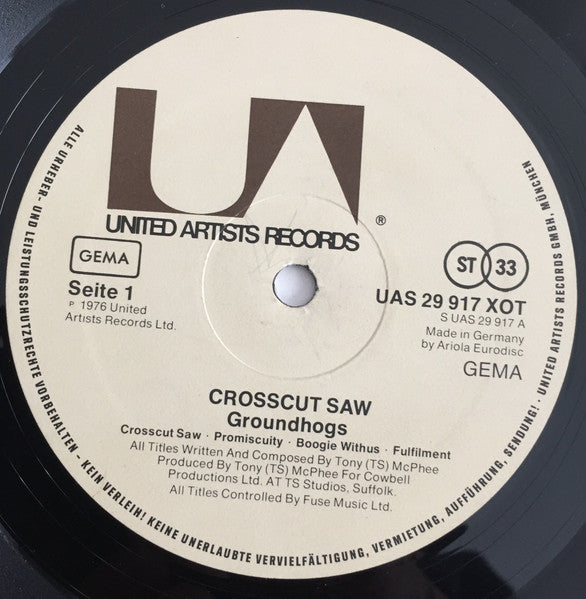 UA
UNITED ARTISTS RECORDS ®
GEMA
Seite 1
℗ 1976 United
Artists Records Ltd.
ST 33
UAS 29 917 XOT
S UAS 29 917 A
Made in Germany
by Ariola Eurodisc
GEMA
CROSSCUT SAW
Groundhogs
Crosscut Saw · Promiscuity · Boogie Withus · Fulfilment
All Titles Written And Composed By Tony (TS) McPhee
Produced By Tony (TS) McPhee For Cowbell
Productions Ltd. AT TS Studios, Suffolk.
All Titles Controlled By Fuse Music Ltd.
ALLE URHEBER- UND LEISTUNGSSCHUTZRECHTE VORBEHALTEN - KEIN VERLEIH! KEINE UNERLAUBTE VERVIELFÄLTIGUNG, VERMIETUNG, AUFFÜHRUNG, SENDUNG! · UNITED ARTISTS RECORDS GMBH, MÜNCHEN